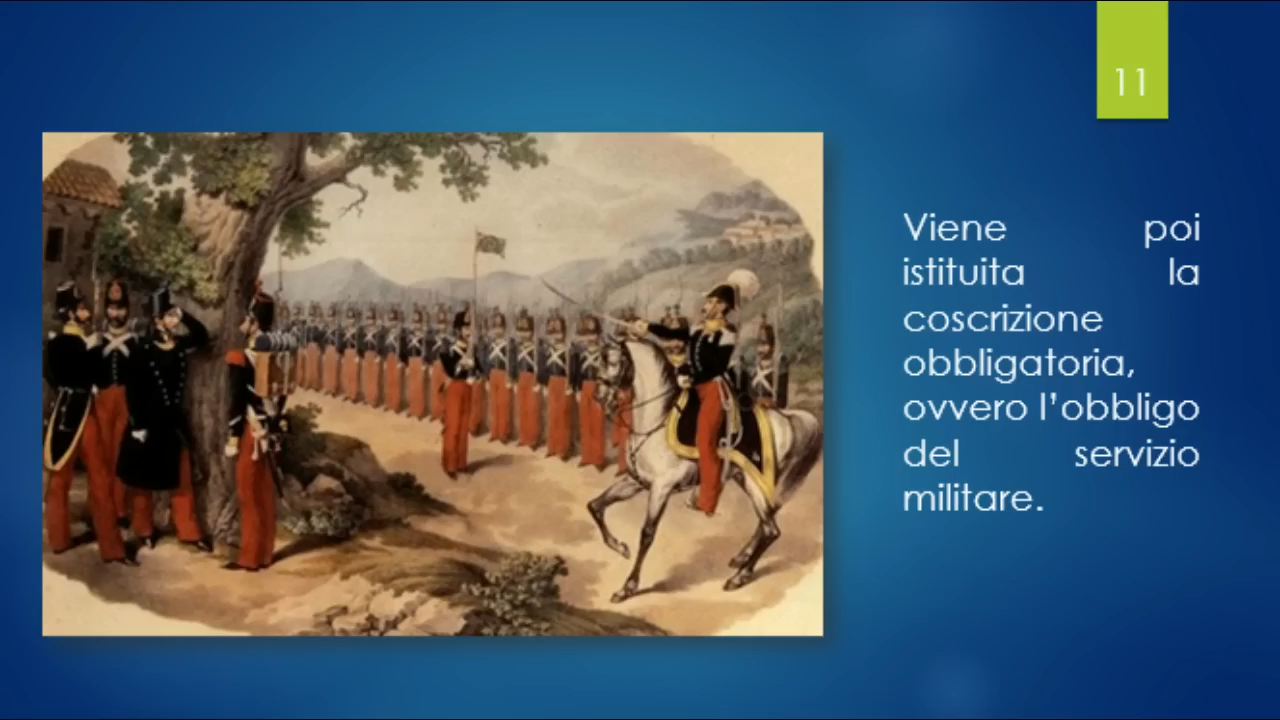 11
Viene poi
istituita la
coscrizione
obbligatoria,
ovvero l’obbligo
del servizio
militare.